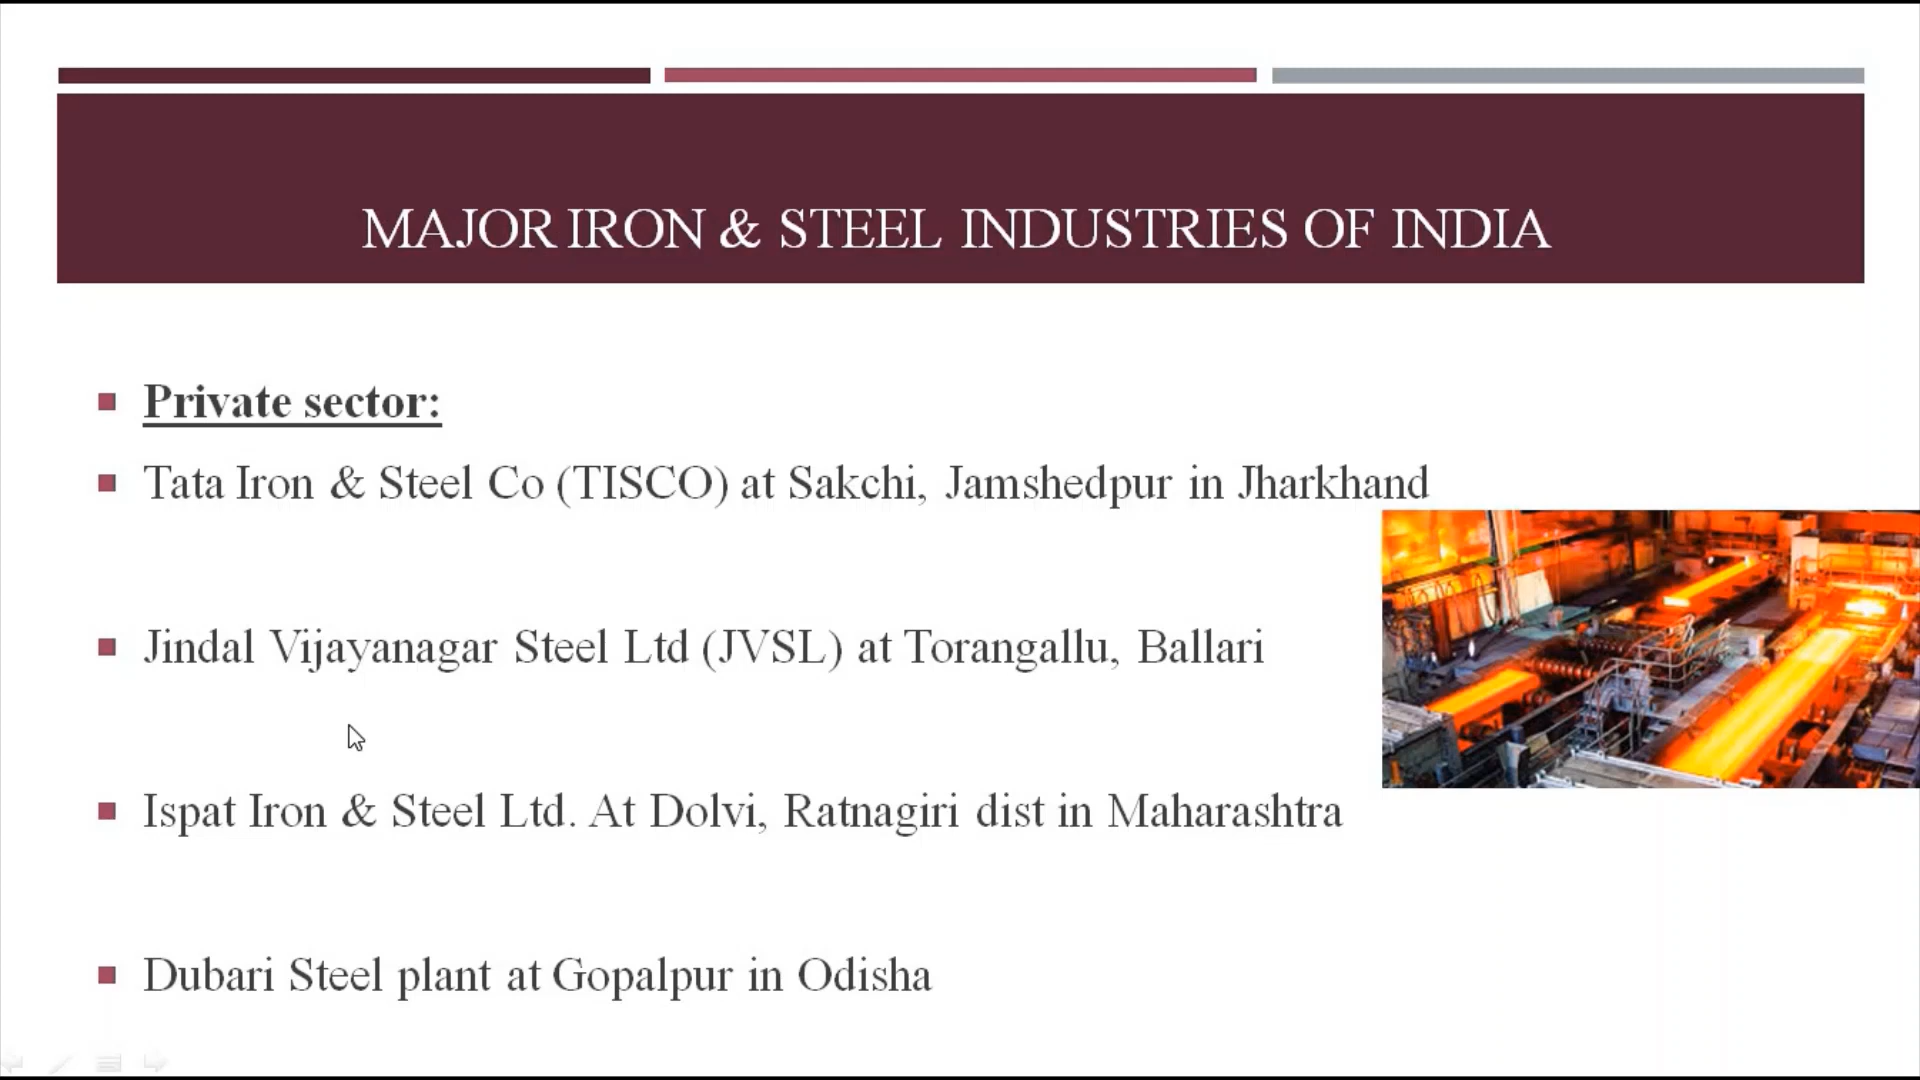 MAJOR IRON & STEEL INDUSTRIES OF INDIA
Private sector:
Tata Iron & Steel Co (TISCO) at Sakchi, Jamshedpur in Jharkhand
Jindal Vijayanagar Steel Ltd (JVSL) at Torangallu, Ballari
Ispat Iron & Steel Ltd. At Dolvi, Ratnagiri dist in Maharashtra
Dubari Steel plant at Gopalpur in Odisha